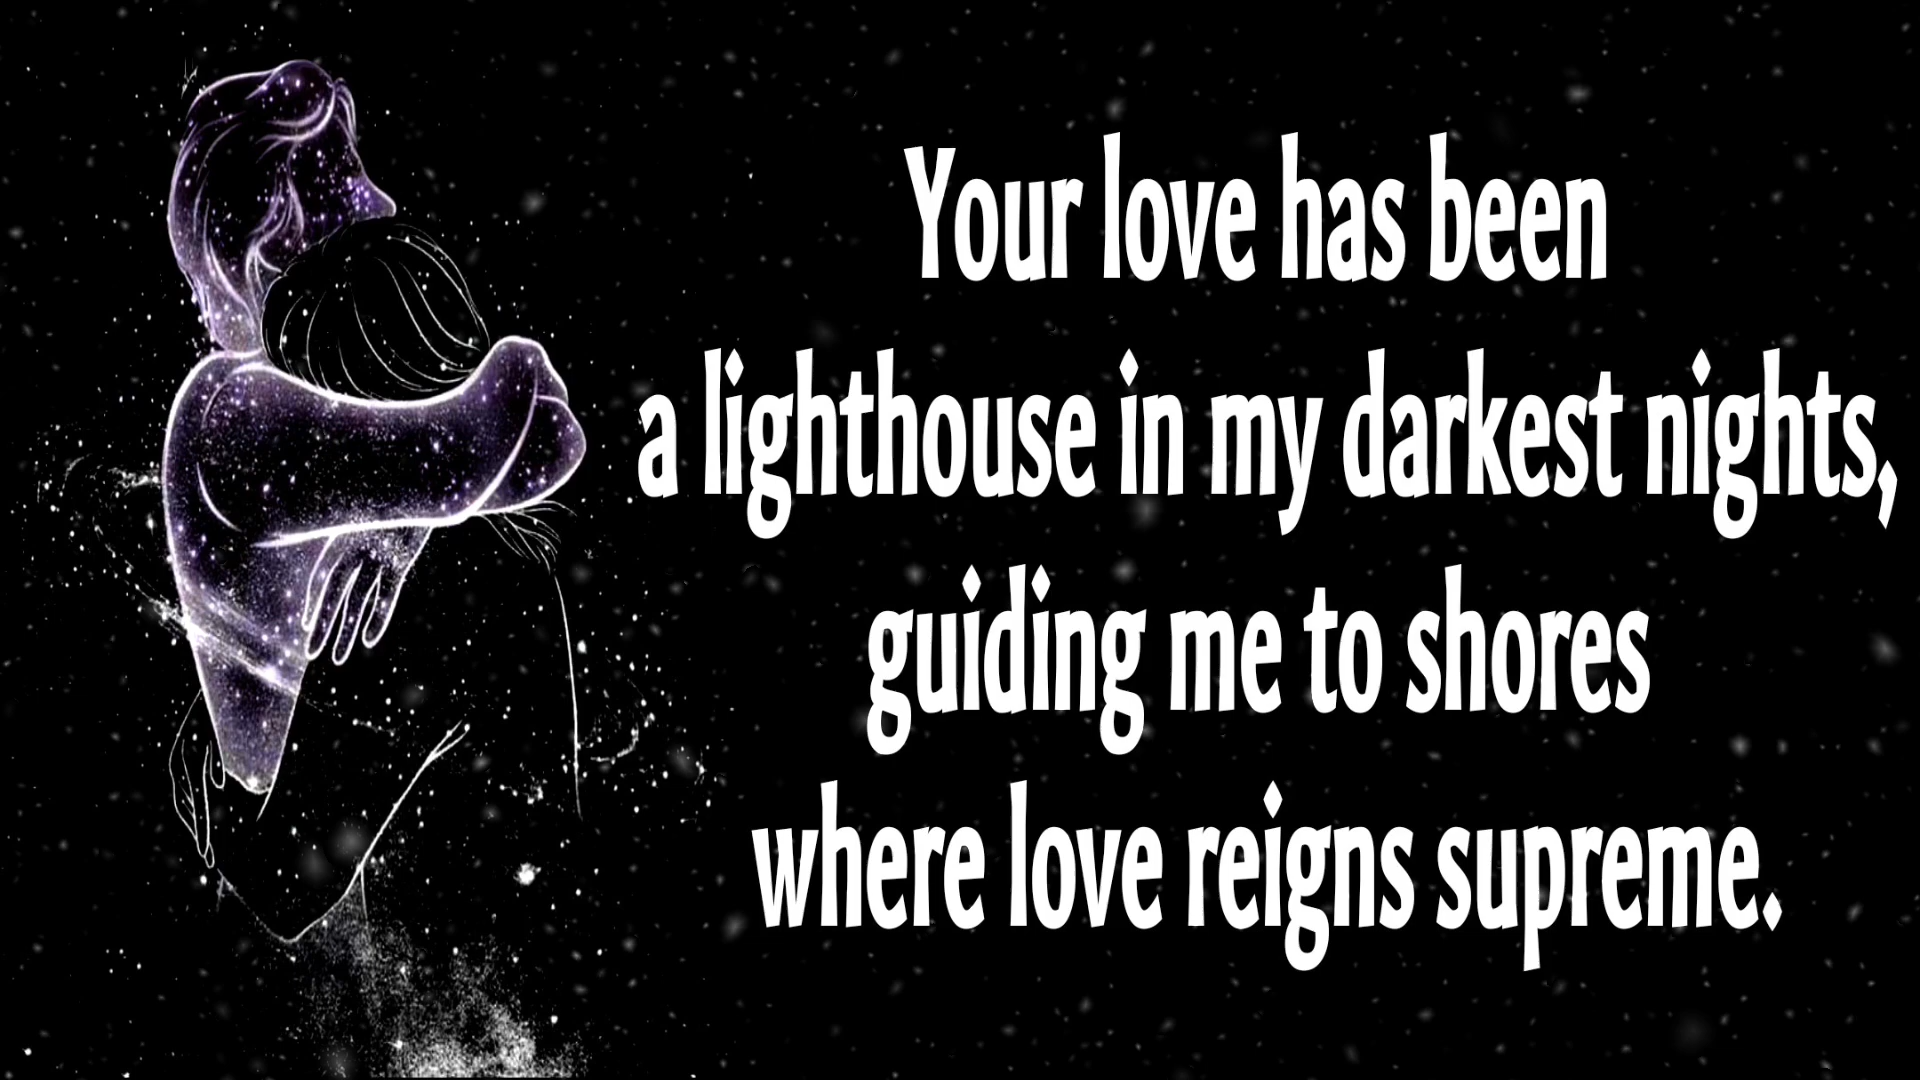 Your love has been
a lighthouse in my darkest nights,
guiding me to shores
where love reigns supreme.